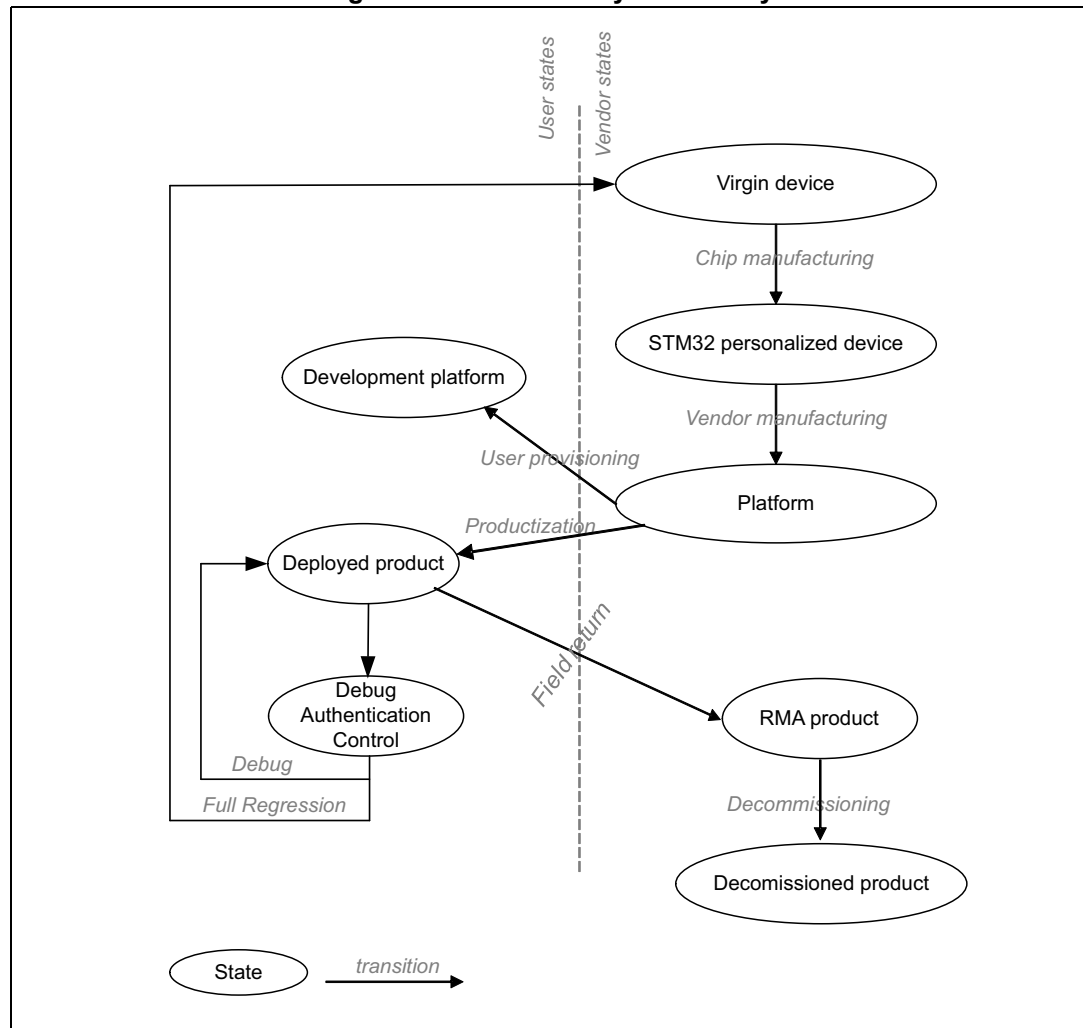 User states
Vendor states
Virgin device
Chip manufacturing
STM32 personalized device
Development platform
Vendor manufacturing
User provisioning
Platform
Productization
Deployed product
Field return
Debug
Authentication
Control
RMA product
Debug
Full Regression
Decommissioning
Decomissioned product
State
transition